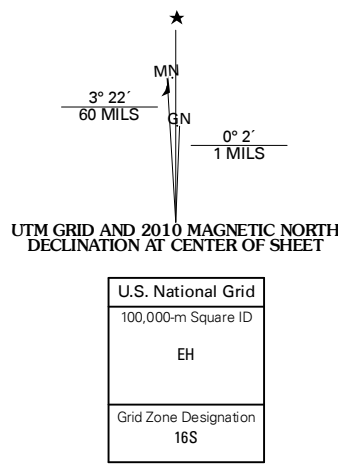 MN
3° 22´
60 MILS
GN
0° 2´
1 MILS
UTM GRID AND 2010 MAGNETIC NORTH
DECLINATION AT CENTER OF SHEET
U.S. National Grid
100,000-m Square ID
EH
Grid Zone Designation
16S